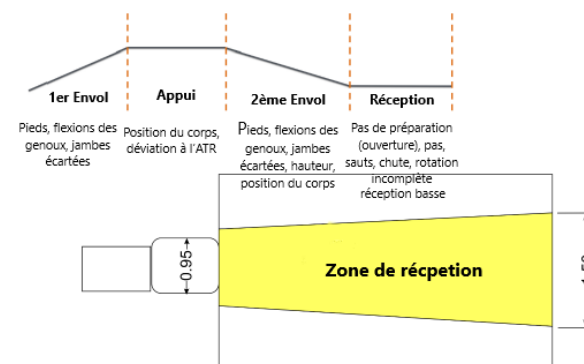 1er Envol
Appui
2ème Envol
Réception
Pieds, flexions des
genoux, jambes
écartées
Position du corps,
déviation à l'ATR
Pieds, flexions des
genoux, jambes
écartées, hauteur,
position du corps
Pas de préparation
(ouverture), pas,
sauts, chute, rotation
incomplète
réception basse
0.95
Zone de récpetion